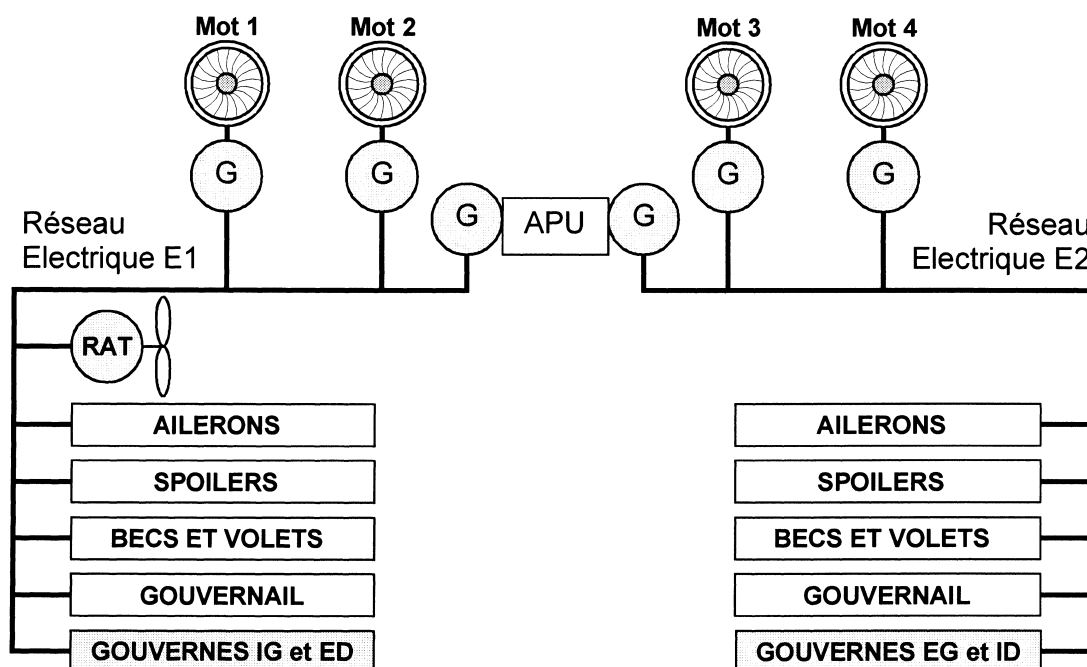 Mot 1
Mot 2
Mot 3
Mot 4
G
G
G
G
G
APU
G
Réseau
Electrique E1
Réseau
Electrique E2
RAT
AILERONS
AILERONS
SPOILERS
SPOILERS
BECS ET VOLETS
BECS ET VOLETS
GOUVERNAIL
GOUVERNAIL
GOUVERNES IG et ED
GOUVERNES EG et ID